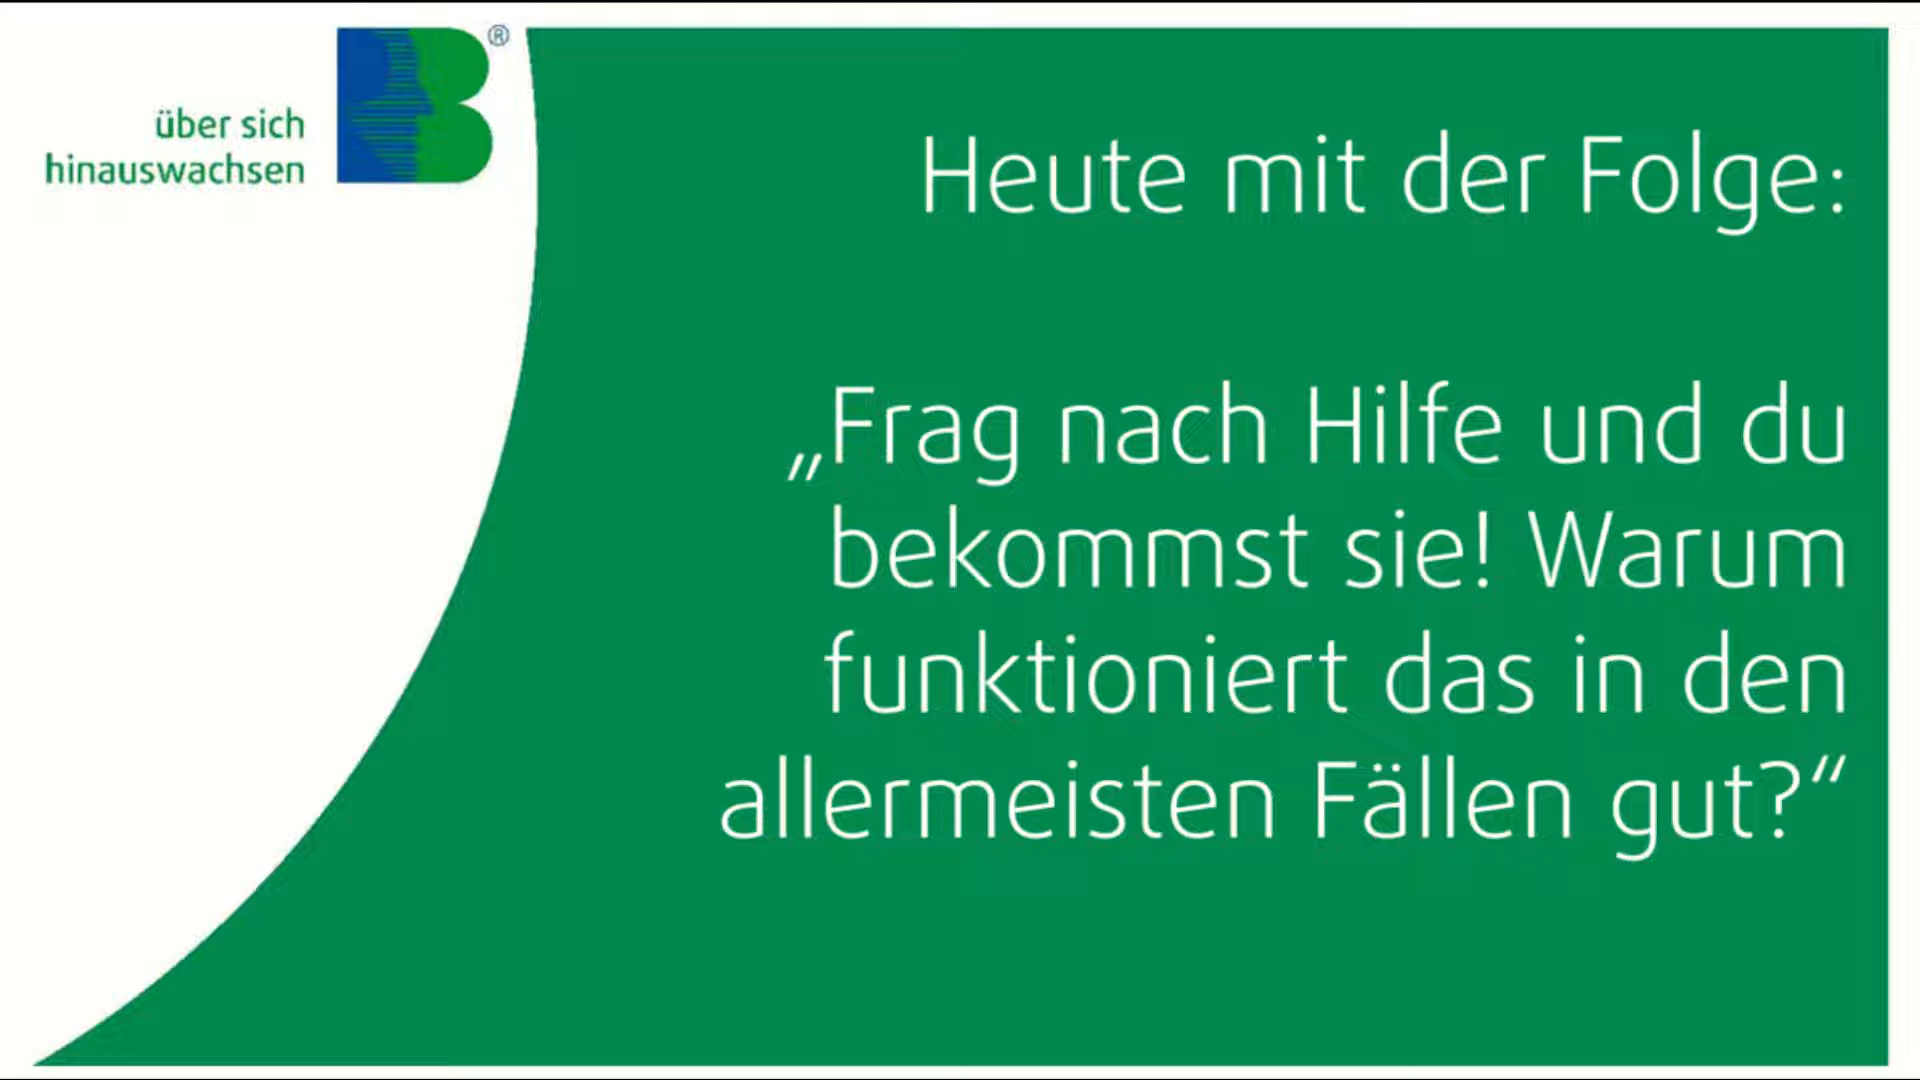 über sich
hinauswachsen
B®
Heute mit der Folge:
„Frag nach Hilfe und du
bekommst sie! Warum
funktioniert das in den
allermeisten Fällen gut?“